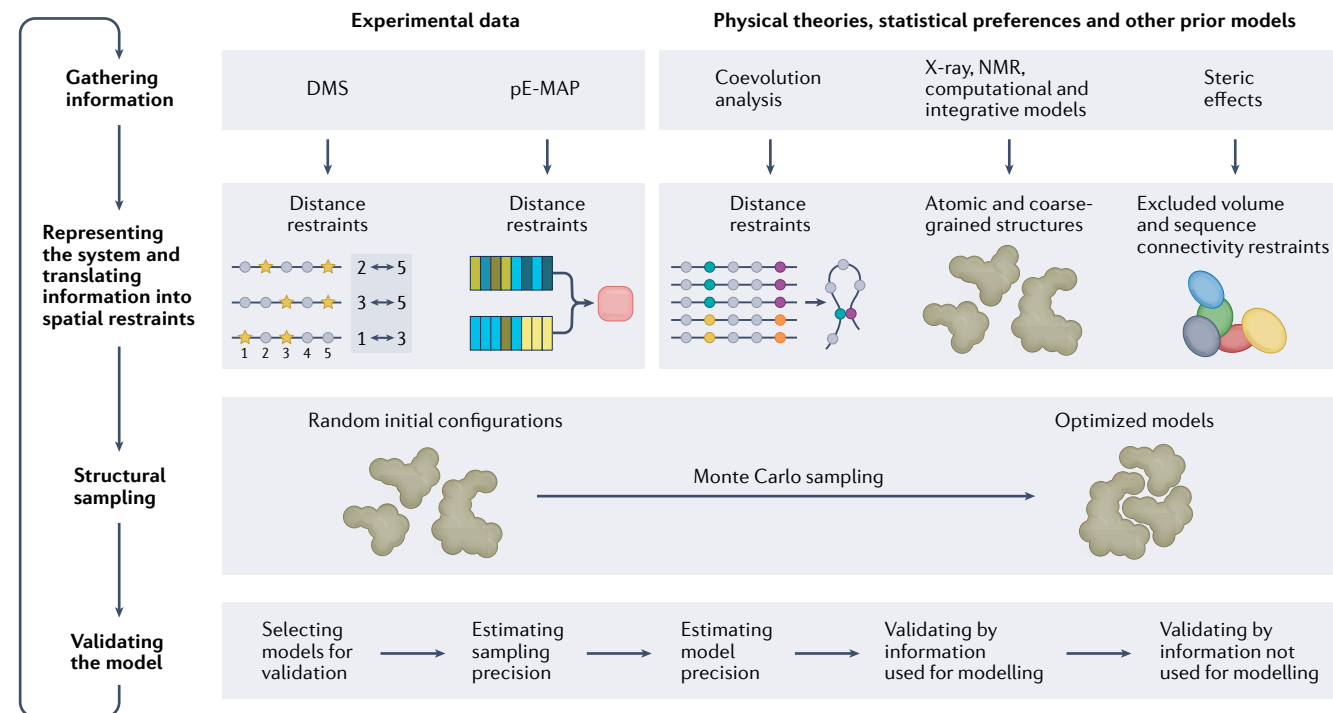 Experimental data
Physical theories, statistical preferences and other prior models
Gathering
information
DMS
pE-MAP
Coevolution
analysis
X-ray, NMR,
computational and
integrative models
Steric
effects
Representing
the system and
translating
information into
spatial restraints
Distance
restraints
2 ↔ 5
3 ↔ 5
1 ↔ 3
1 2 3 4 5
Distance
restraints
Distance
restraints
Atomic and coarse-
grained structures
Excluded volume
and sequence
connectivity restraints
Structural
sampling
Random initial configurations
Monte Carlo sampling
Optimized models
Validating
the model
Selecting
models for
validation
Estimating
sampling
precision
Estimating
model
precision
Validating by
information
used for modelling
Validating by
information not
used for modelling